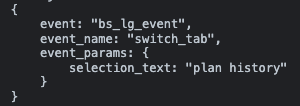 {
event: "bs_lg_event",
event_name: "switch_tab",
event_params: {
selection_text: "plan history"
}
}